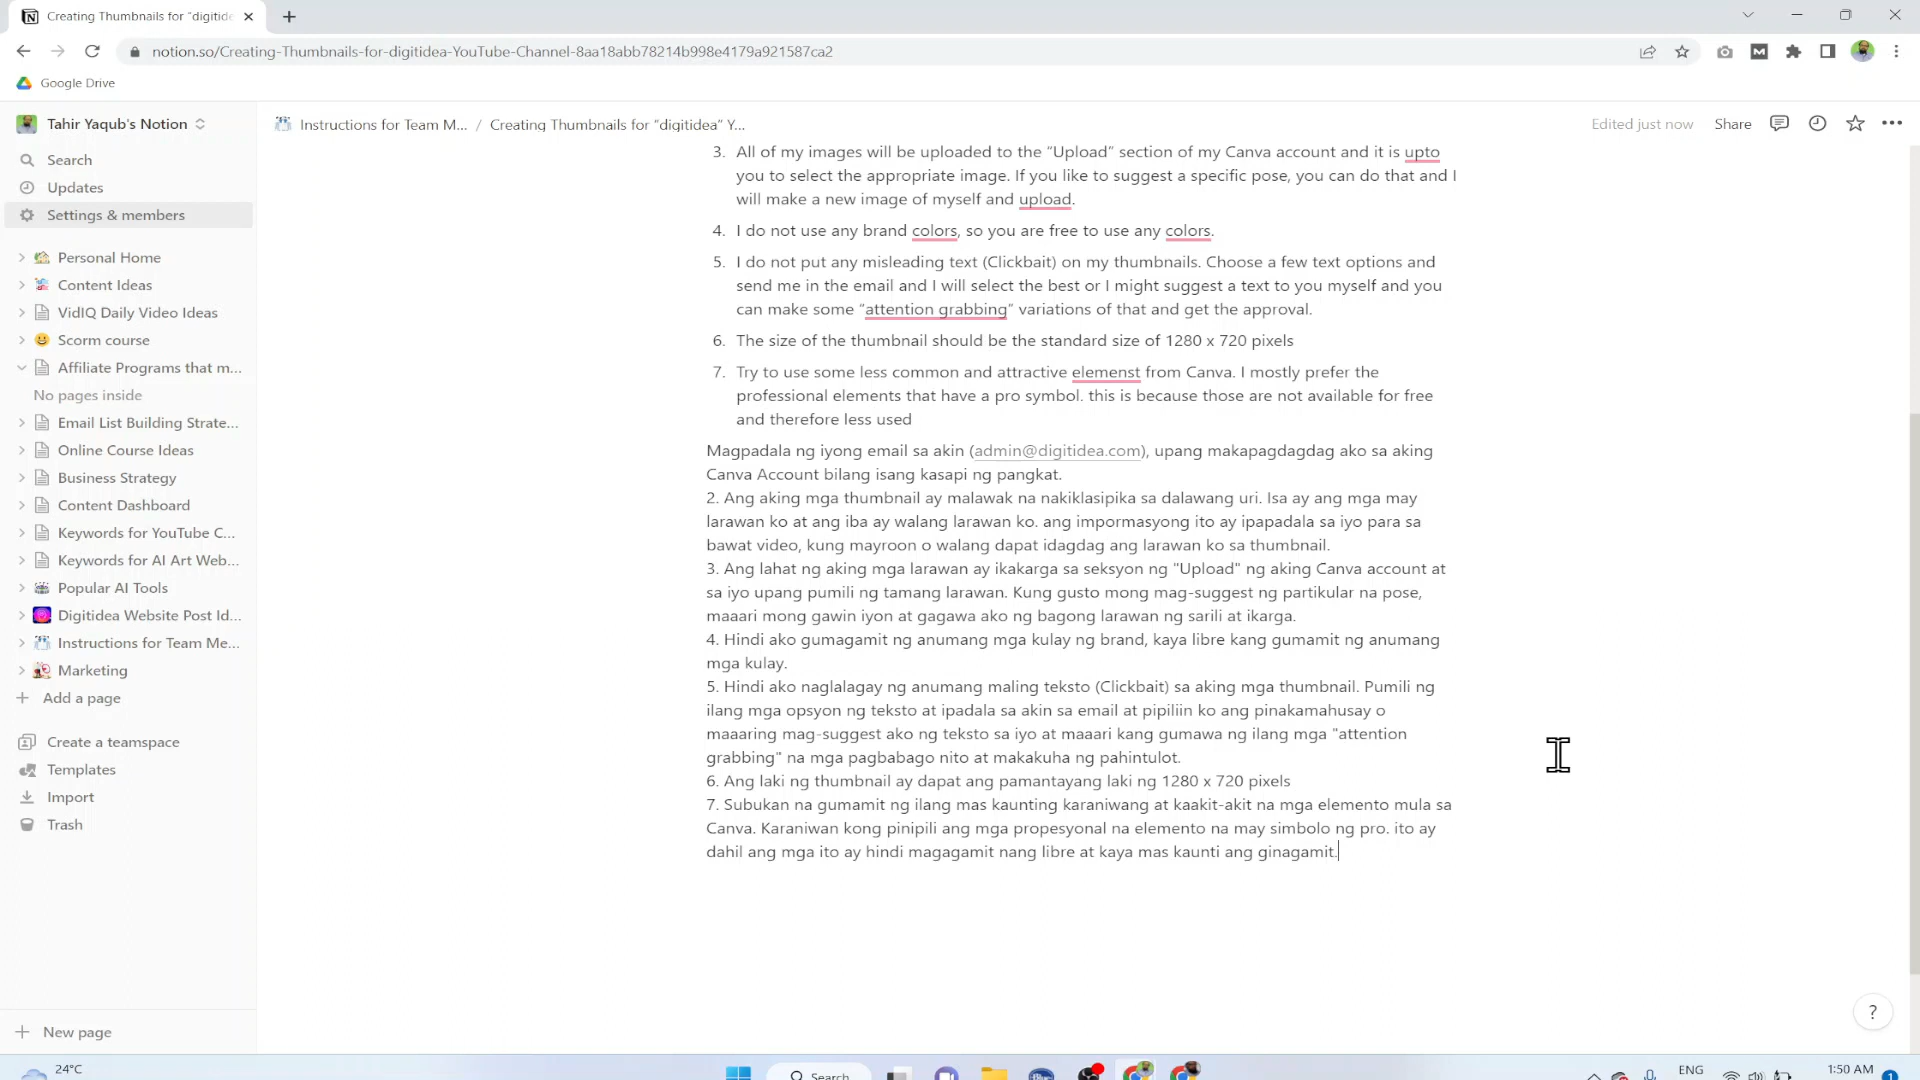 Creating Thumbnails for "digitide
notion.so/Creating-Thumbnails-for-digitidea-YouTube-Channel-8aa18abb78214b998e4179a921587ca2
Google Drive
Tahir Yaqub's Notion
Instructions for Team M... / Creating Thumbnails for "digitidea" Y...
Edited just now
Share
Search
Updates
Settings & members
Personal Home
Content Ideas
VidIQ Daily Video Ideas
Scorm course
Affiliate Programs that m...
No pages inside
Email List Building Strate...
Online Course Ideas
Business Strategy
Content Dashboard
Keywords for YouTube C...
Keywords for AI Art Web...
Popular AI Tools
Digitidea Website Post Id...
Instructions for Team Me...
Marketing
Add a page
Create a teamspace
Templates
Import
Trash
New page
3. All of my images will be uploaded to the "Upload" section of my Canva account and it is upto
you to select the appropriate image. If you like to suggest a specific pose, you can do that and I
will make a new image of myself and upload.
4. I do not use any brand colors, so you are free to use any colors.
5. I do not put any misleading text (Clickbait) on my thumbnails. Choose a few text options and
send me in the email and I will select the best or I might suggest a text to you myself and you
can make some "attention grabbing" variations of that and get the approval.
6. The size of the thumbnail should be the standard size of 1280 x 720 pixels
7. Try to use some less common and attractive elemenst from Canva. I mostly prefer the
professional elements that have a pro symbol. this is because those are not available for free
and therefore less used
Magpadala ng iyong email sa akin (admin@digitidea.com), upang makapagdagdag ako sa aking
Canva Account bilang isang kasapi ng pangkat.
2. Ang aking mga thumbnail ay malawak na nakiklasipika sa dalawang uri. Isa ay ang mga may
larawan ko at ang iba ay walang larawan ko. ang impormasyong ito ay ipapadala sa iyo para sa
bawat video, kung mayroon o walang dapat idagdag ang larawan ko sa thumbnail.
3. Ang lahat ng aking mga larawan ay ikakarga sa seksyon ng "Upload" ng aking Canva account at
sa iyo upang pumili ng tamang larawan. Kung gusto mong mag-suggest ng partikular na pose,
maaari mong gawin iyon at gagawa ako ng bagong larawan ng sarili at ikarga.
4. Hindi ako gumagamit ng anumang mga kulay ng brand, kaya libre kang gumamit ng anumang
mga kulay.
5. Hindi ako naglalagay ng anumang maling teksto (Clickbait) sa aking mga thumbnail. Pumili ng
ilang mga opsyon ng teksto at ipadala sa akin sa email at pipiliin ko ang pinakamahusay o
maaaring mag-suggest ako ng teksto sa iyo at maaari kang gumawa ng ilang mga "attention
grabbing" na mga pagbabago nito at makakuha ng pahintulot.
6. Ang laki ng thumbnail ay dapat ang pamantayang laki ng 1280 x 720 pixels
7. Subukan na gumamit ng ilang mas kaunting karaniwang at kaakit-akit na mga elemento mula sa
Canva. Karaniwan kong pinipili ang mga propesyonal na elemento na may simbolo ng pro. ito ay
dahil ang mga ito ay hindi magagamit nang libre at kaya mas kaunti ang ginagamit.
?
24°C
Search
ENG
1:50 AM
1